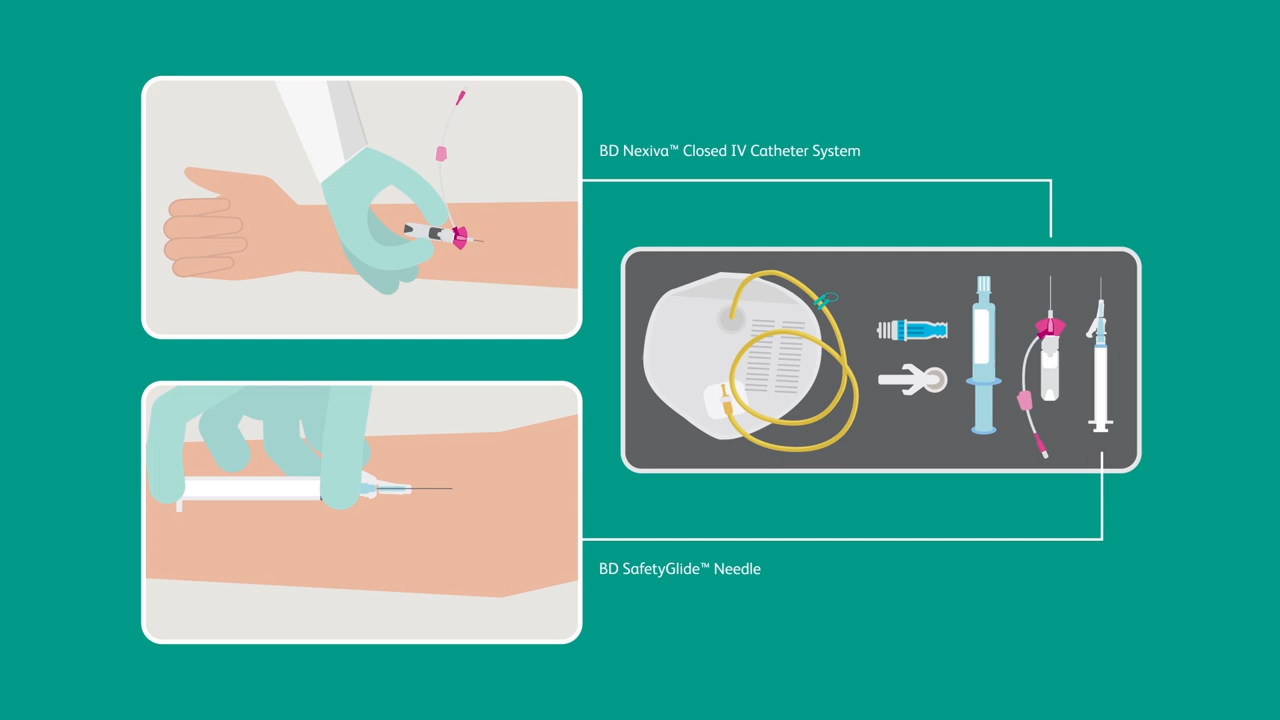 BD Nexiva™ Closed IV Catheter System
BD SafetyGlide™ Needle